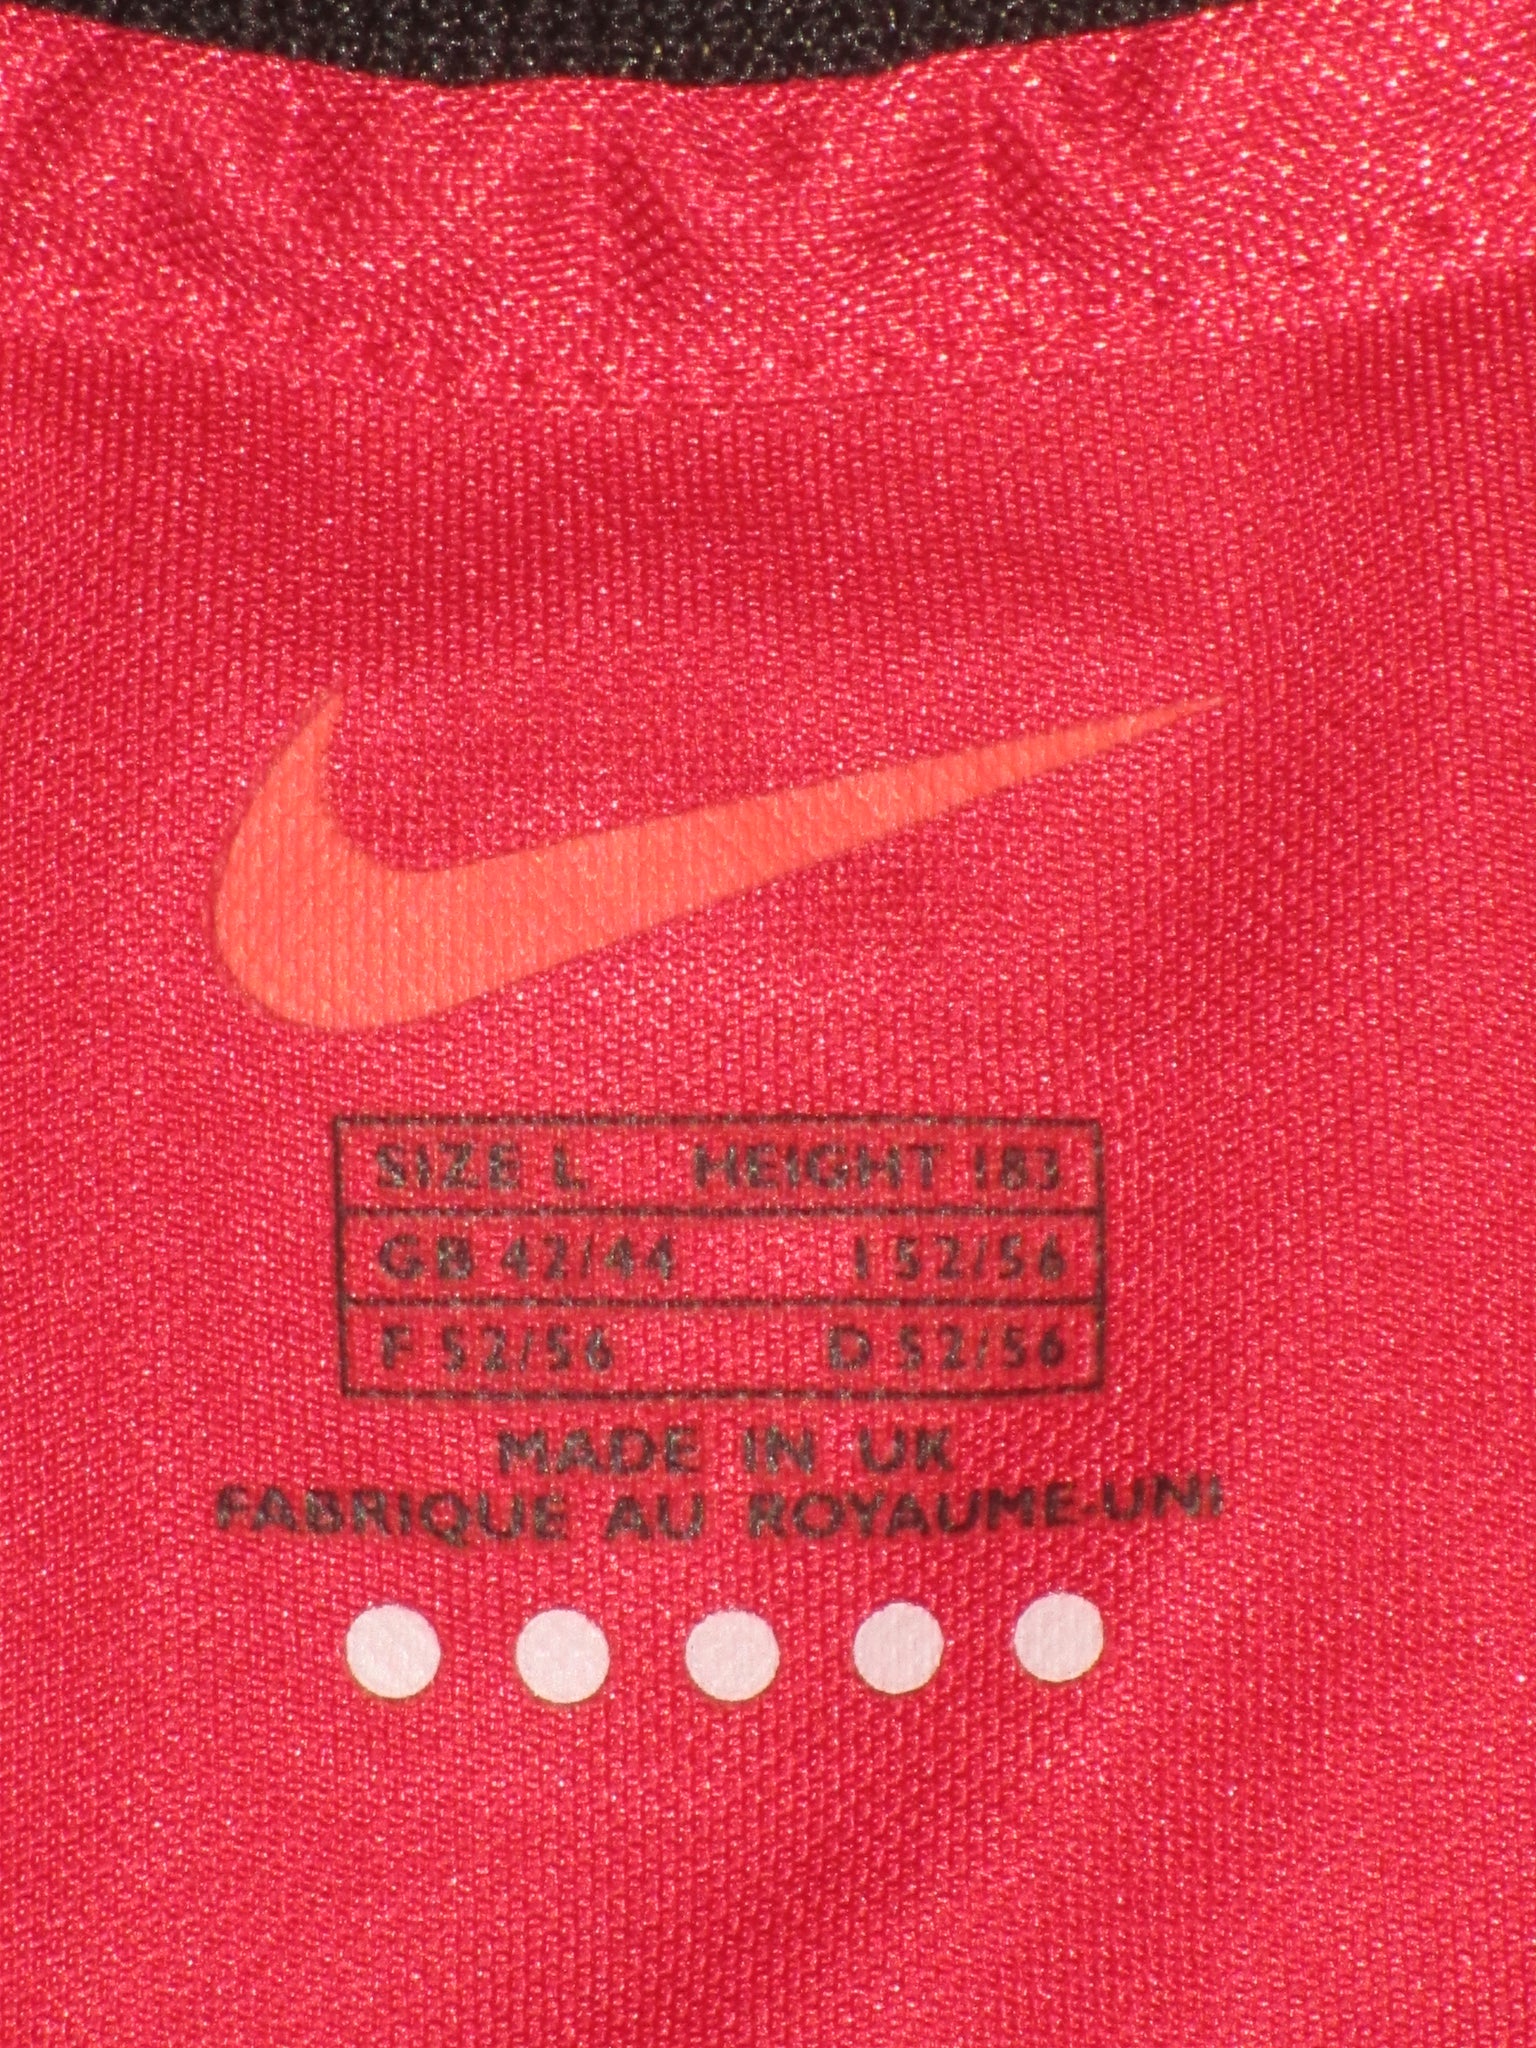 SIZE L HEIGHT 183
GB 42/44 I 52/56
F 52/56 D 52/56
MADE IN UK
FABRIQUE AU ROYAUME-UNI